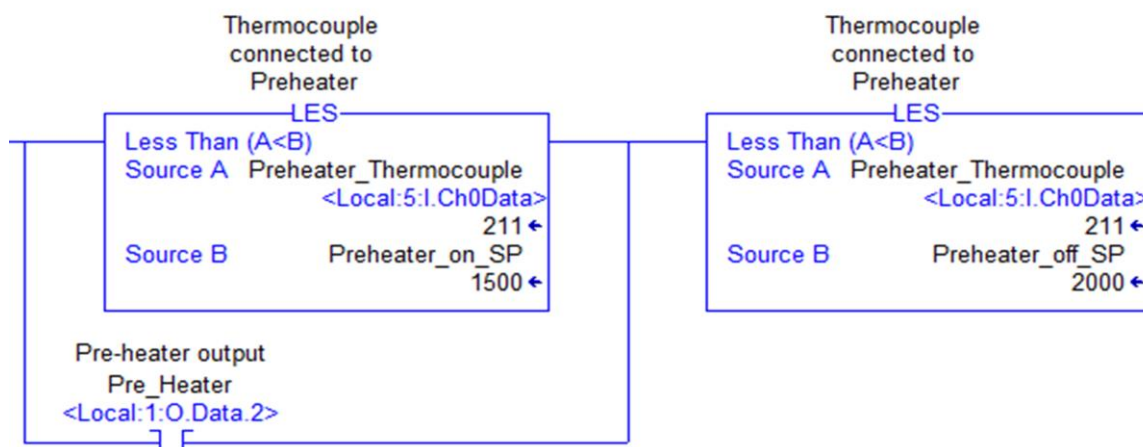 Thermocouple
connected to
Preheater
LES
Less Than (A<B)
Source A Preheater_Thermocouple
<Local:5:I.Ch0Data>
211
Source B Preheater_on_SP
1500
Thermocouple
connected to
Preheater
LES
Less Than (A<B)
Source A Preheater_Thermocouple
<Local:5:I.Ch0Data>
211
Source B Preheater_off_SP
2000
Pre-heater output
Pre_Heater
<Local:1:O.Data.2>